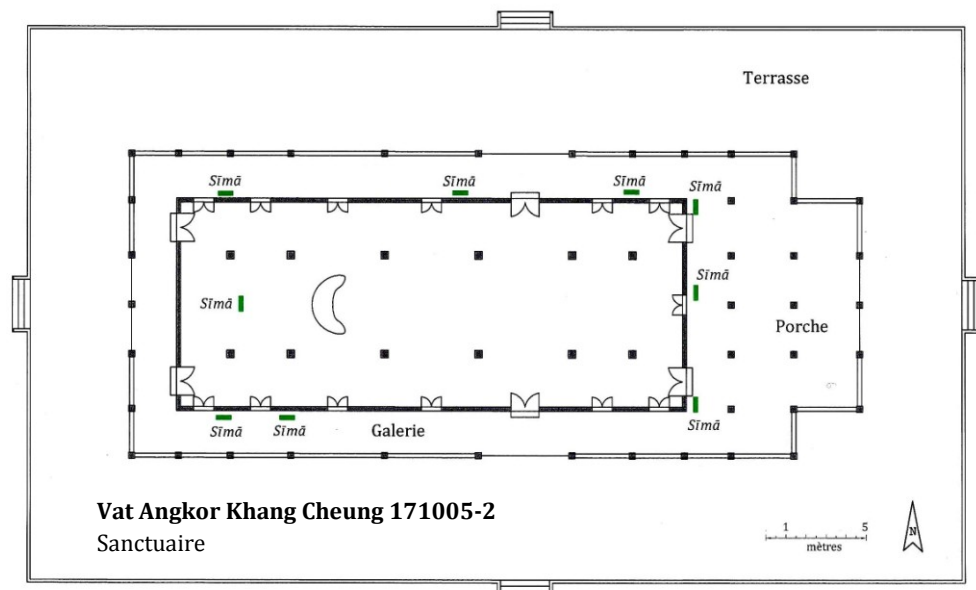 Terrasse
Sīmā
Sīmā
Sīmā
Sīmā
Sīmā
Sīmā
Porche
Sīmā
Sīmā
Sīmā
Galerie
Vat Angkor Khang Cheung 171005-2
Sanctuaire
N
1 5
mètres